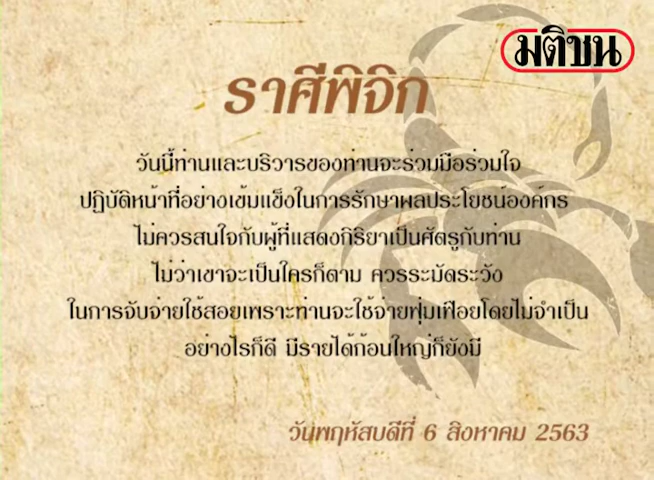 มติชน
ราศีพิจิก
วันนี้ท่านและบริวารของท่านจะร่วมมือร่วมใจ
ปฏิบัติหน้าที่อย่างเข้มแข็งในการรักษาผลประโยชน์องค์กร
ไม่ควรสนใจกับผู้ที่แสดงกิริยาเป็นศัตรูกับท่าน
ไม่ว่าเขาจะเป็นใครก็ตาม ควรระมัดระวัง
ในการจับจ่ายใช้สอยเพราะท่านจะใช้จ่ายฟุ่มเฟือยโดยไม่จำเป็น
อย่างไรก็ดี มีรายได้ก้อนใหญ่ก็ยังมี
วันพฤหัสบดีที่ 6 สิงหาคม 2563